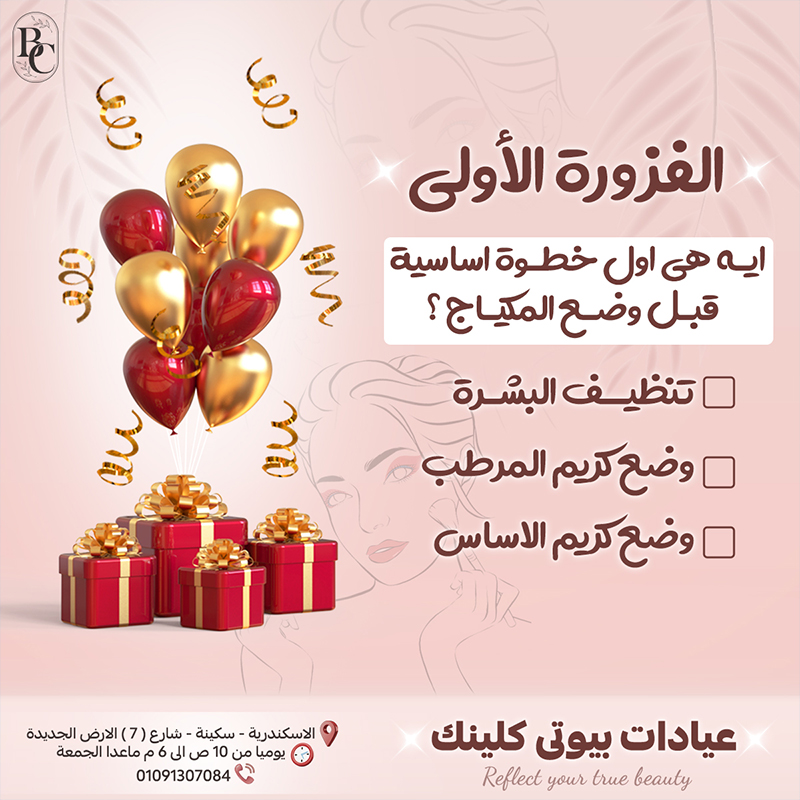 BC
الفزورة الأولى
ايه هى اول خطوة اساسية
قبل وضع المكياج ؟
تنظيف البشرة
وضع كريم المرطب
وضع كريم الاساس
عيادات بيوتى كلينك
Reflect your true beauty
الاسكندرية - سكينة - شارع ( 7 ) الارض الجديدة
يوميا من 10 ص الى 6 م ماعدا الجمعة
01091307084